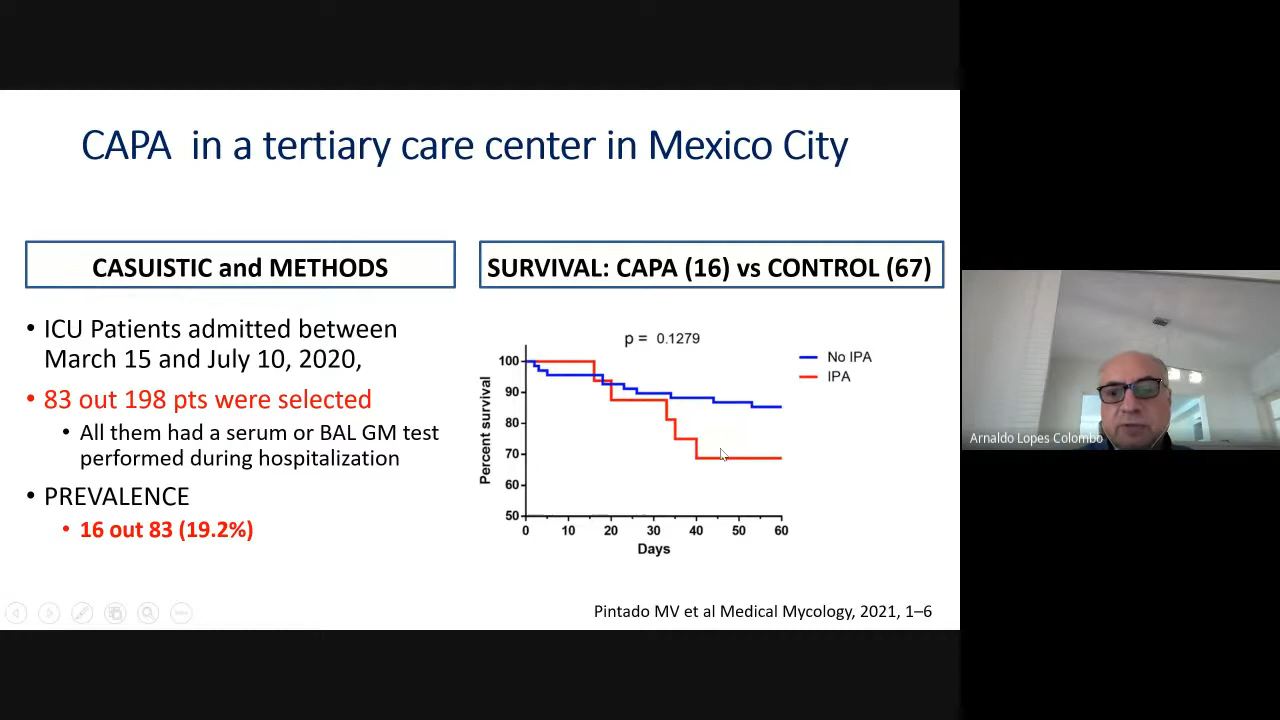 CAPA in a tertiary care center in Mexico City
CASUISTIC and METHODS
• ICU Patients admitted between
March 15 and July 10, 2020,
• 83 out 198 pts were selected
• All them had a serum or BAL GM test
performed during hospitalization
• PREVALENCE
• 16 out 83 (19.2%)
SURVIVAL: CAPA (16) vs CONTROL (67)
p = 0.1279
No IPA
IPA
Percent survival
100
90
80
70
60
50
0 10 20 30 40 50 60
Days
Pintado MV et al Medical Mycology, 2021, 1–6
Arnaldo Lopes Colombo